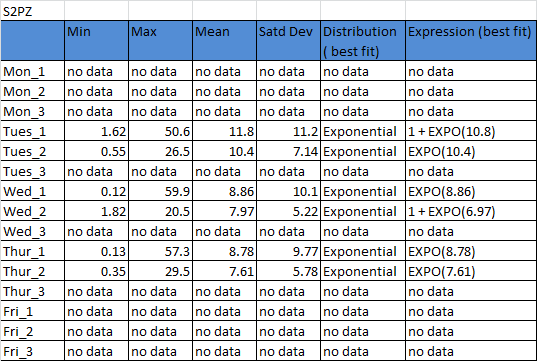 S2PZ
Min Max Mean Satd Dev Distribution Expression (best fit)
( best fit)
Mon_1 no data no data no data no data no data no data
Mon_2 no data no data no data no data no data no data
Mon_3 no data no data no data no data no data no data
Tues_1 1.62 50.6 11.8 11.2 Exponential 1 + EXPO(10.8)
Tues_2 0.55 26.5 10.4 7.14 Exponential EXPO(10.4)
Tues_3 no data no data no data no data no data no data
Wed_1 0.12 59.9 8.86 10.1 Exponential EXPO(8.86)
Wed_2 1.82 20.5 7.97 5.22 Exponential 1 + EXPO(6.97)
Wed_3 no data no data no data no data no data no data
Thur_1 0.13 57.3 8.78 9.77 Exponential EXPO(8.78)
Thur_2 0.35 29.5 7.61 5.78 Exponential EXPO(7.61)
Thur_3 no data no data no data no data no data no data
Fri_1 no data no data no data no data no data no data
Fri_2 no data no data no data no data no data no data
Fri_3 no data no data no data no data no data no data